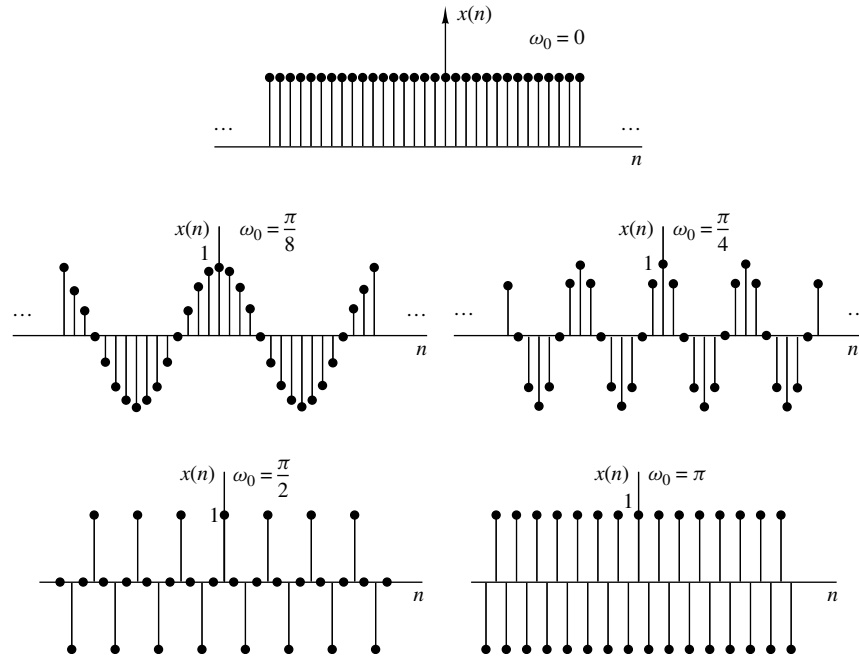 x(n)
ω₀ = 0
... ...
n
x(n) ω₀ = π/8
1
... ...
n
x(n) ω₀ = π/4
1
... ...
n
x(n) ω₀ = π/2
1
n
x(n) ω₀ = π
1
n